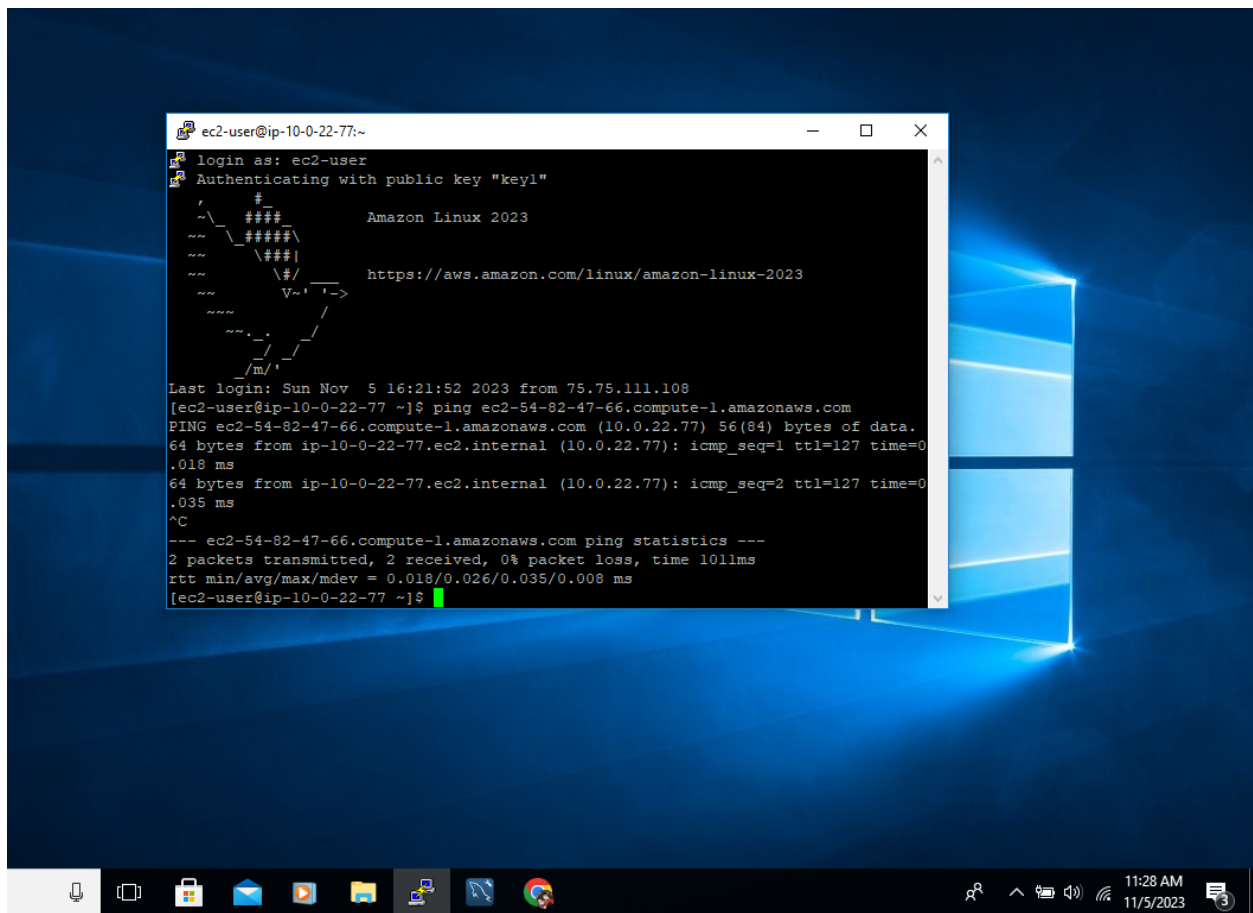 ec2-user@ip-10-0-22-77:~
login as: ec2-user
Authenticating with public key "key1"
   ,     #_
   ~\_  ####_        Amazon Linux 2023
  ~~  \_#####\
  ~~     \###|
  ~~       \#/ ___   https://aws.amazon.com/linux/amazon-linux-2023
   ~~       V~' '->
    ~~~         /
      ~~._.   _/
         _/ _/
       _/m/'
Last login: Sun Nov  5 16:21:52 2023 from 75.75.111.108
[ec2-user@ip-10-0-22-77 ~]$ ping ec2-54-82-47-66.compute-1.amazonaws.com
PING ec2-54-82-47-66.compute-1.amazonaws.com (10.0.22.77) 56(84) bytes of data.
64 bytes from ip-10-0-22-77.ec2.internal (10.0.22.77): icmp_seq=1 ttl=127 time=0
.018 ms
64 bytes from ip-10-0-22-77.ec2.internal (10.0.22.77): icmp_seq=2 ttl=127 time=0
.035 ms
^C
--- ec2-54-82-47-66.compute-1.amazonaws.com ping statistics ---
2 packets transmitted, 2 received, 0% packet loss, time 1011ms
rtt min/avg/max/mdev = 0.018/0.026/0.035/0.008 ms
[ec2-user@ip-10-0-22-77 ~]$
11:28 AM
11/5/2023
3